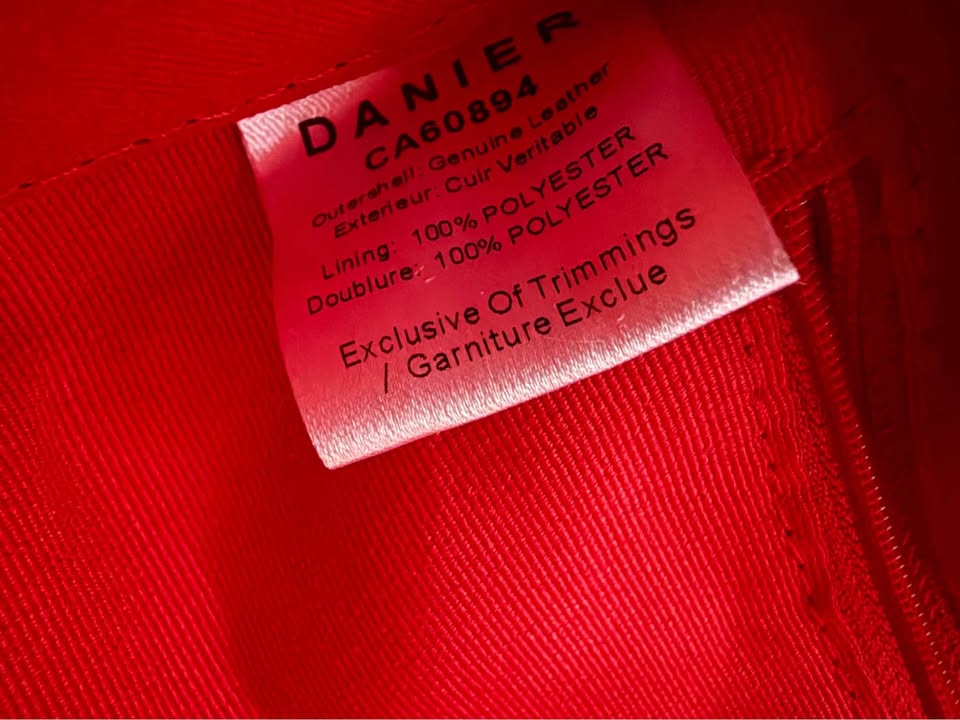 DANIER
CA60894
Outershell: Genuine Leather
Exterieur: Cuir Veritable
Lining: 100% POLYESTER
Doublure: 100% POLYESTER
Exclusive Of Trimmings
/ Garniture Exclue